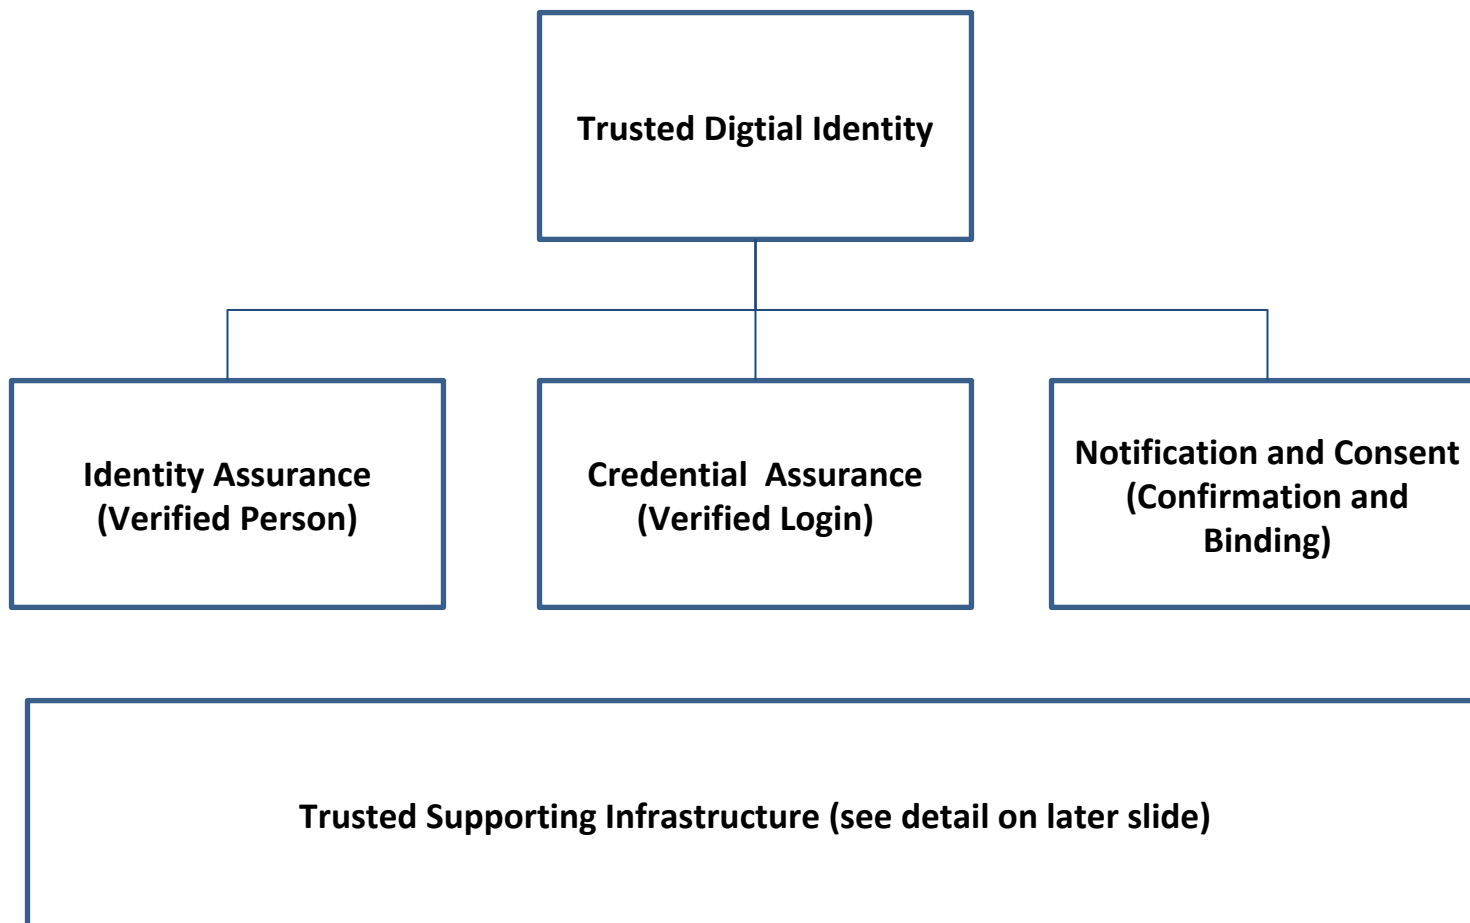 Trusted Digtial Identity
Identity Assurance
(Verified Person)
Credential  Assurance
(Verified Login)
Notification and Consent
(Confirmation and
Binding)
Trusted Supporting Infrastructure (see detail on later slide)